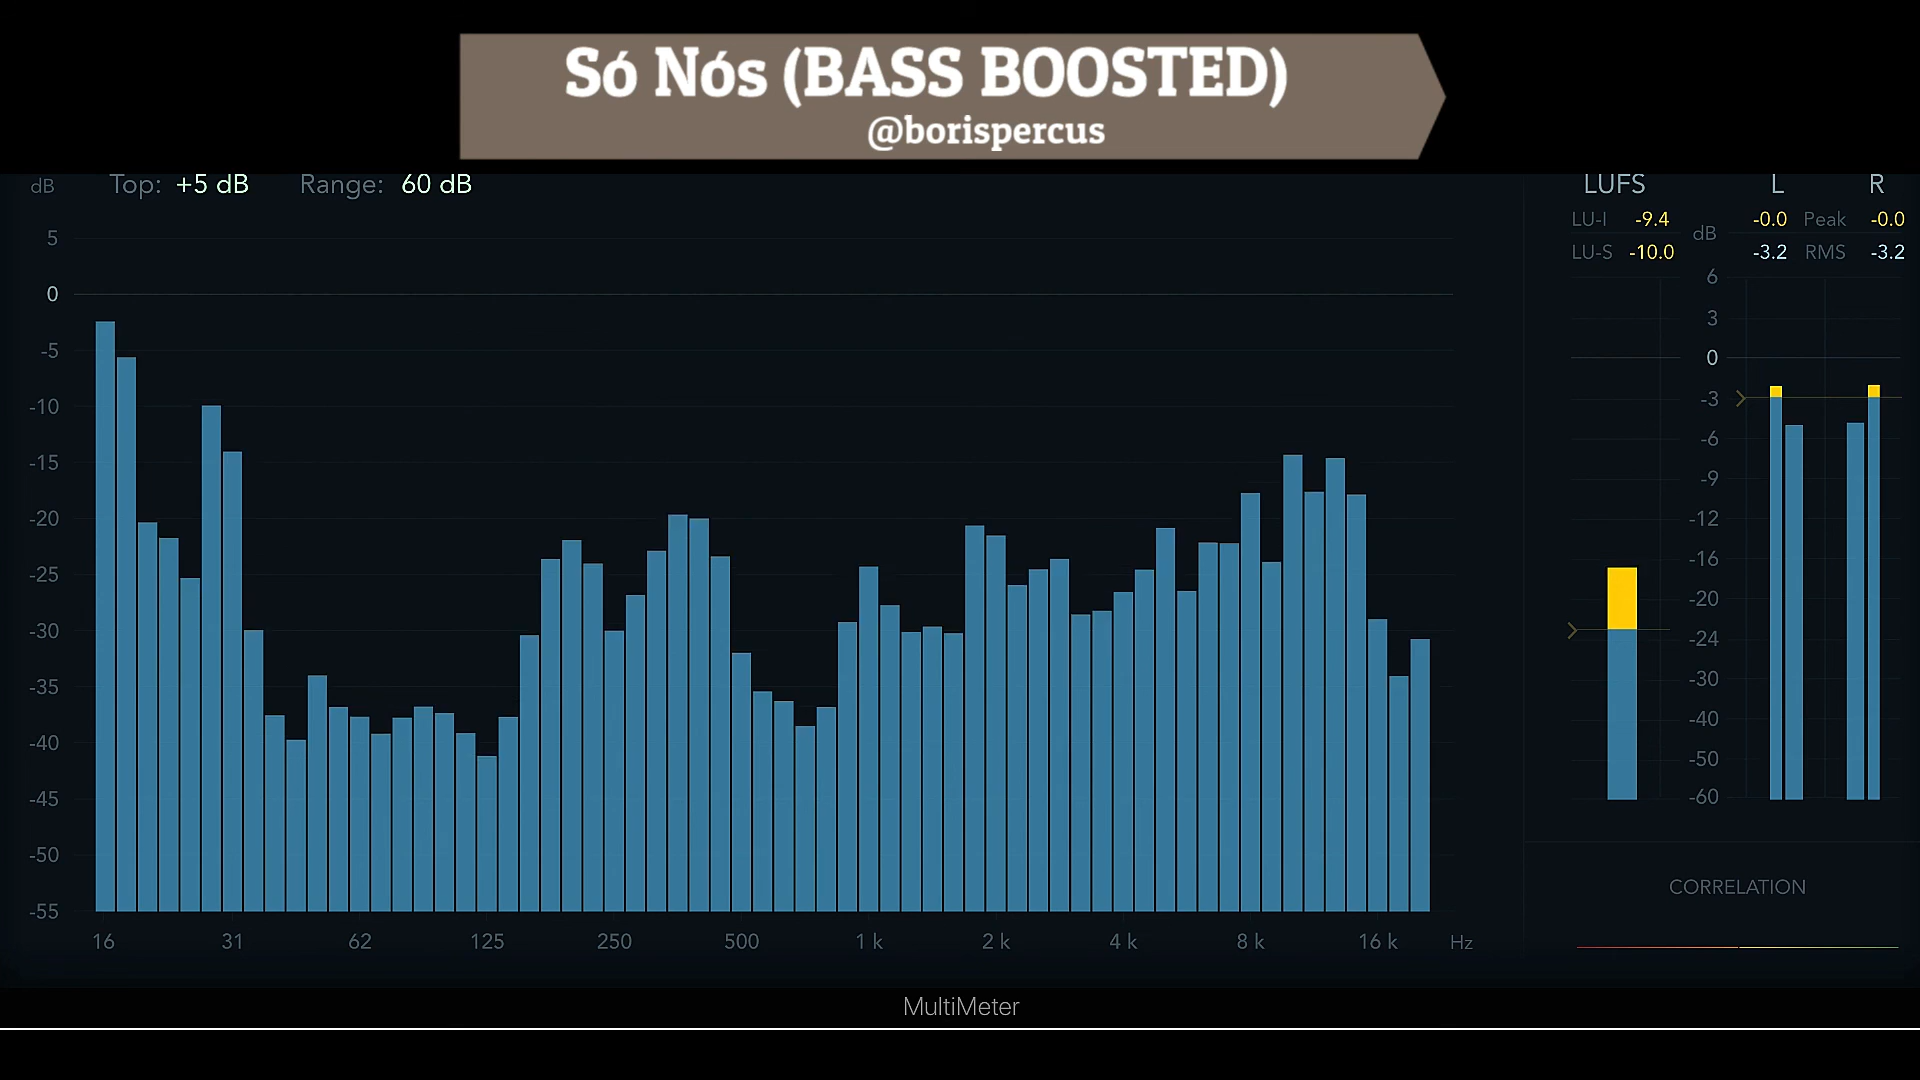 Só Nós (BASS BOOSTED)
@borispercus
dB Top: +5 dB Range: 60 dB
LUFS L R
LU-I -9.4 -0.0 Peak -0.0
dB
LU-S -10.0 -3.2 RMS -3.2
5
0
-5
-10
-15
-20
-25
-30
-35
-40
-45
-50
-55
16 31 62 125 250 500 1 k 2 k 4 k 8 k 16 k Hz
6
3
0
-3
-6
-9
-12
-16
-20
-24
-30
-40
-50
-60
CORRELATION
MultiMeter